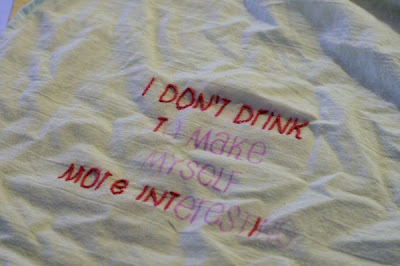 I DON'T DRINK
TO MAKE
MYSELF
MORE INTERESTING